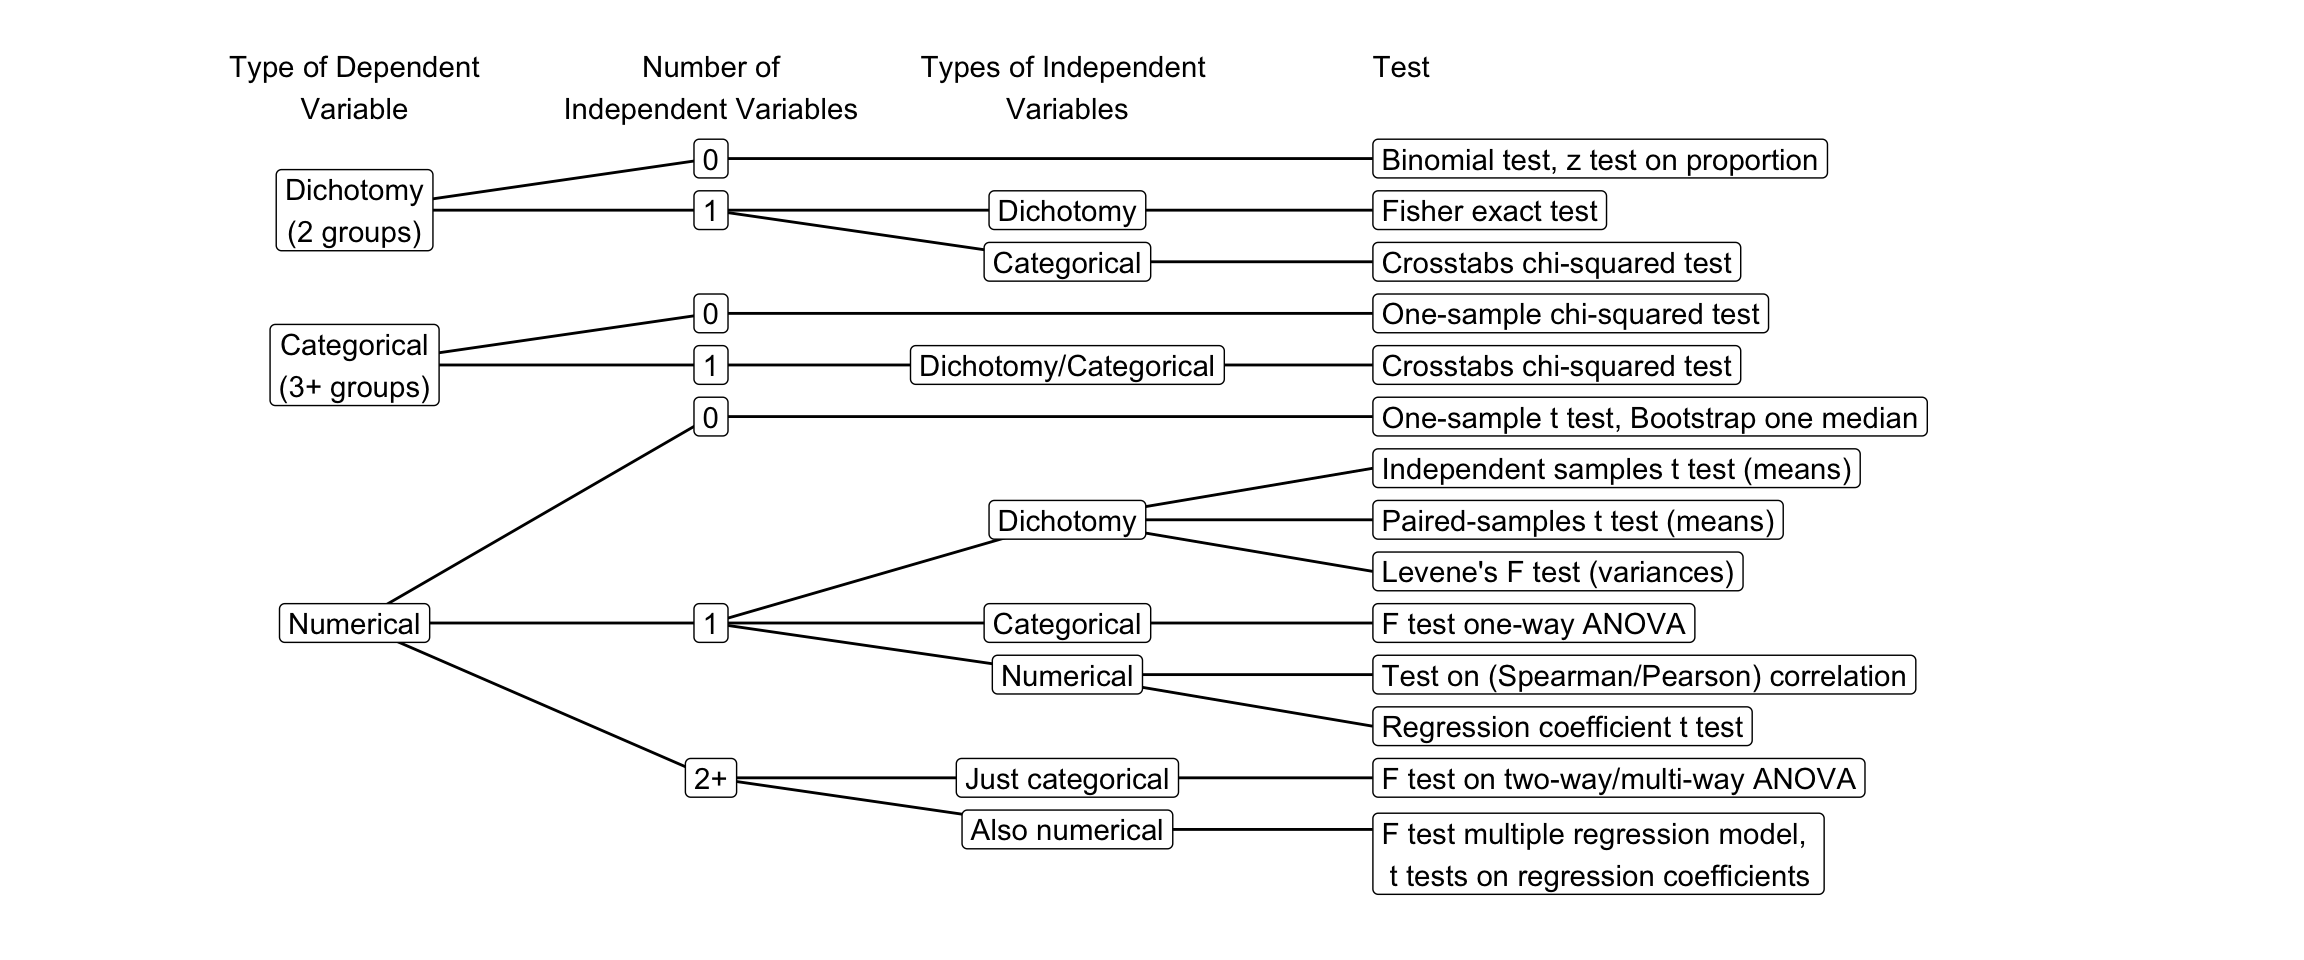 Type of Dependent
Variable
Number of
Independent Variables
Types of Independent
Variables
Test
Dichotomy
(2 groups)
0
Binomial test, z test on proportion
1
Dichotomy
Fisher exact test
Categorical
Crosstabs chi-squared test
Categorical
(3+ groups)
0
One-sample chi-squared test
1
Dichotomy/Categorical
Crosstabs chi-squared test
Numerical
0
One-sample t test, Bootstrap one median
1
Dichotomy
Independent samples t test (means)
Paired-samples t test (means)
Levene's F test (variances)
Categorical
F test one-way ANOVA
Numerical
Test on (Spearman/Pearson) correlation
Regression coefficient t test
2+
Just categorical
F test on two-way/multi-way ANOVA
Also numerical
F test multiple regression model,
t tests on regression coefficients